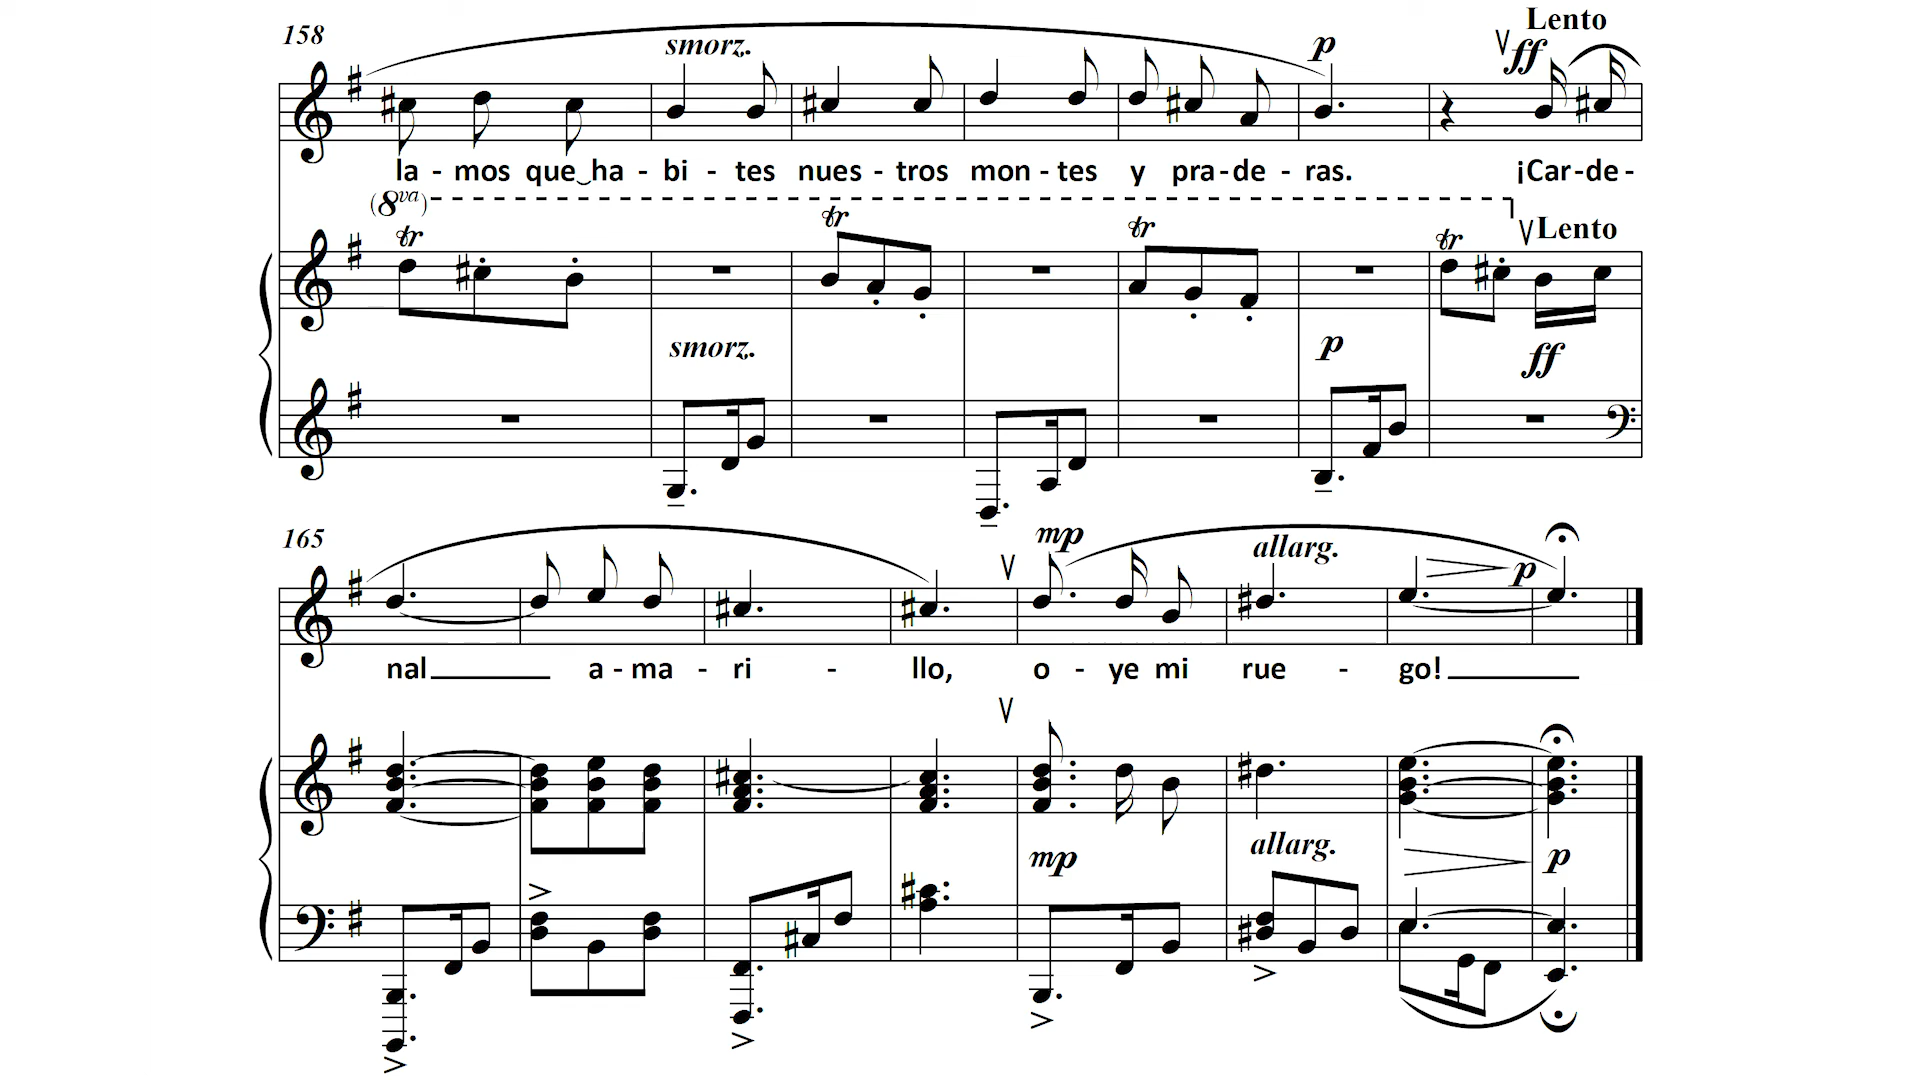 158
smorz.
p
ff
Lento
la - mos que‿ha - bi - tes nues - tros mon - tes y pra - de - ras. ¡Car - de -
(8va)
tr tr tr tr
Lento
smorz.
p
ff
165
mp
allarg.
p
nal a - ma - ri - llo, o - ye mi rue - go!
mp
allarg.
p